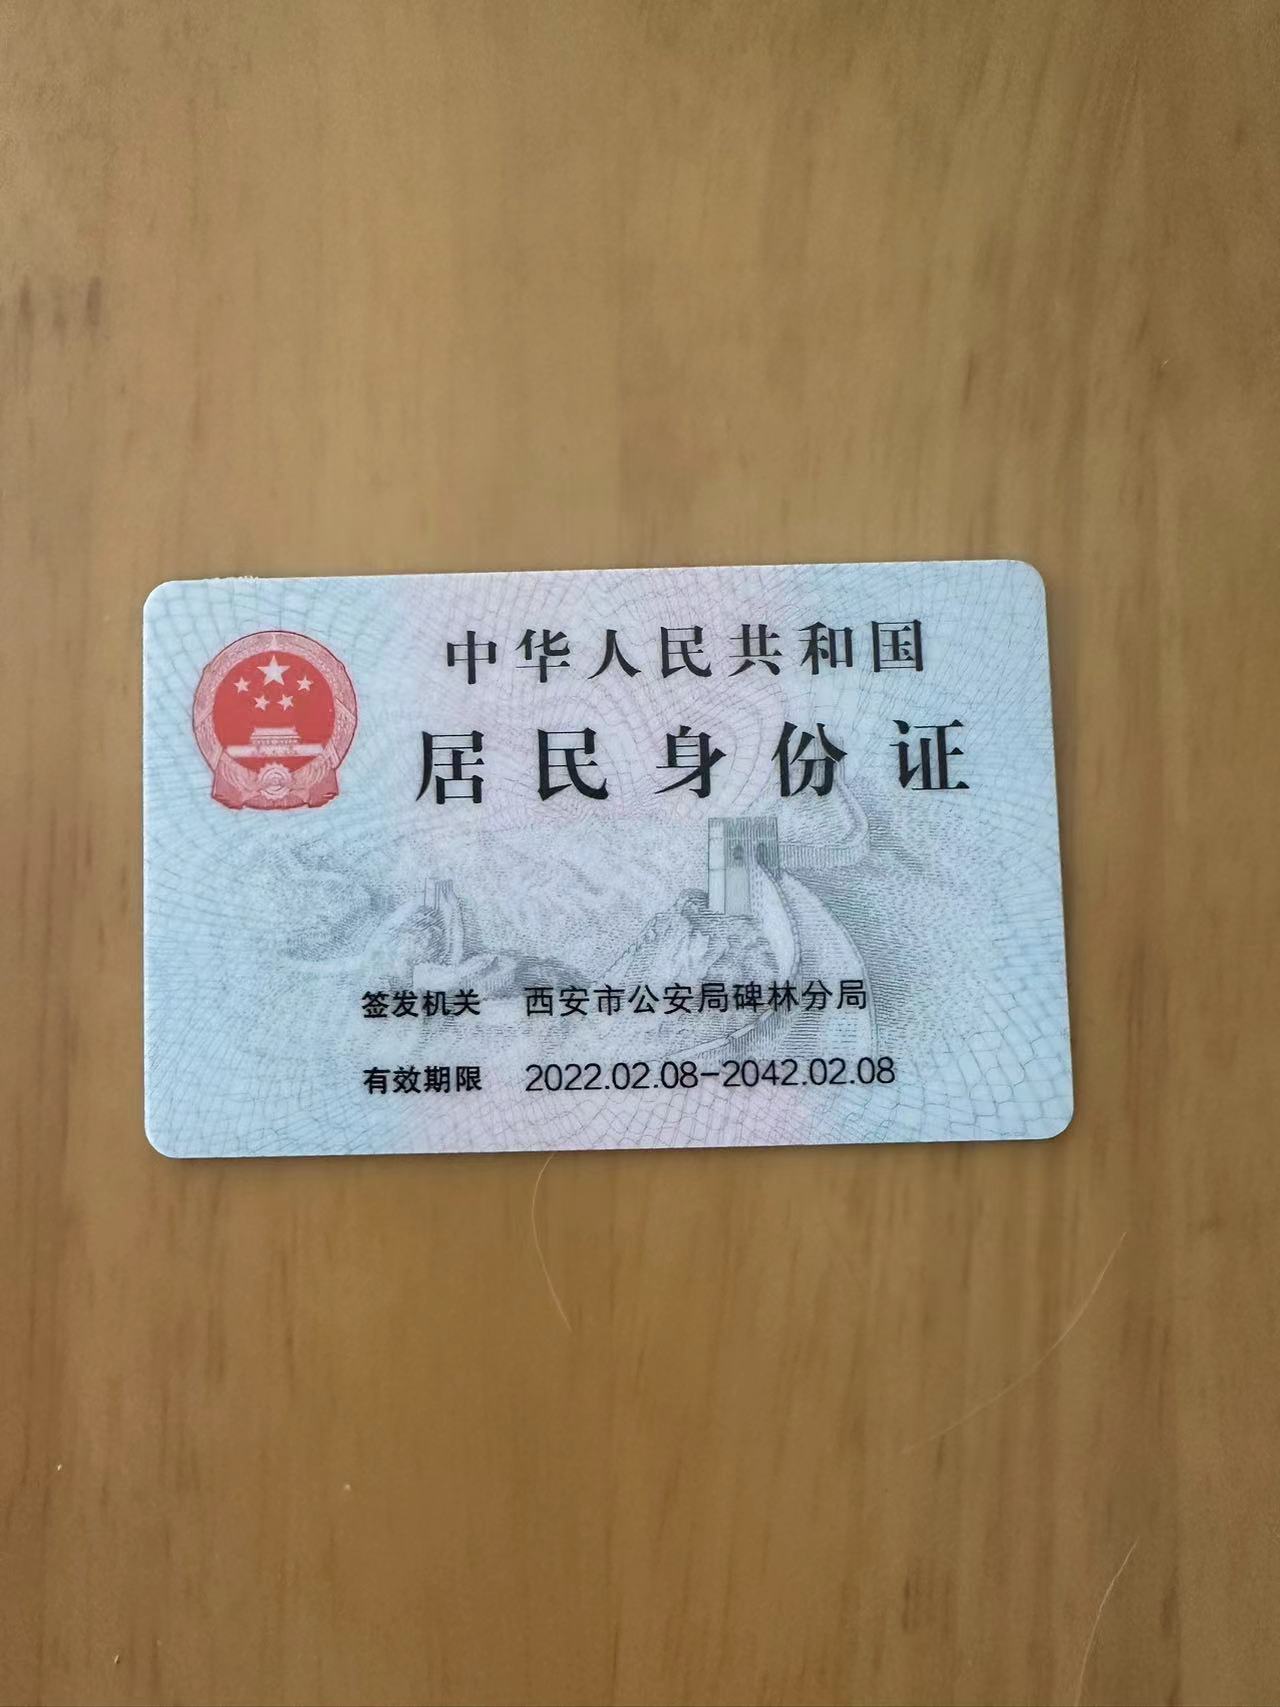 中华人民共和国
居民身份证
签发机关 西安市公安局碑林分局
有效期限 2022.02.08-2042.02.08